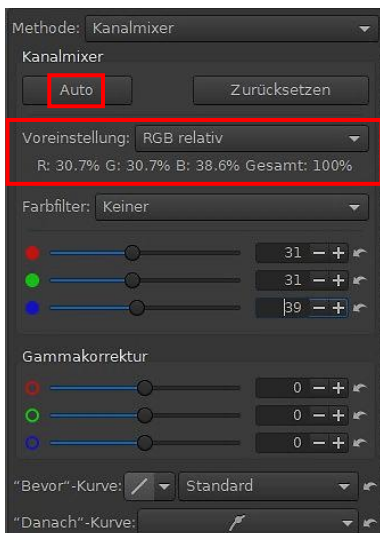 Methode: Kanalmixer
Kanalmixer
Auto Zurücksetzen
Voreinstellung: RGB relativ
R: 30.7% G: 30.7% B: 38.6% Gesamt: 100%
Farbfilter: Keiner
31 − +
31 − +
39 − +
Gammakorrektur
0 − +
0 − +
0 − +
"Bevor"-Kurve: Standard
"Danach"-Kurve: